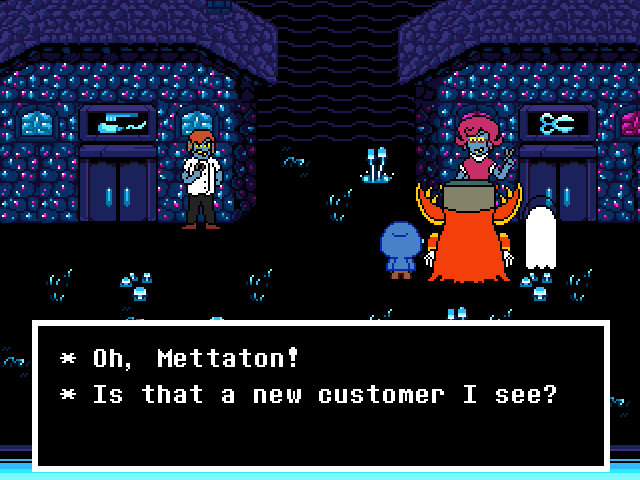 * Oh, Mettaton!
* Is that a new customer I see?